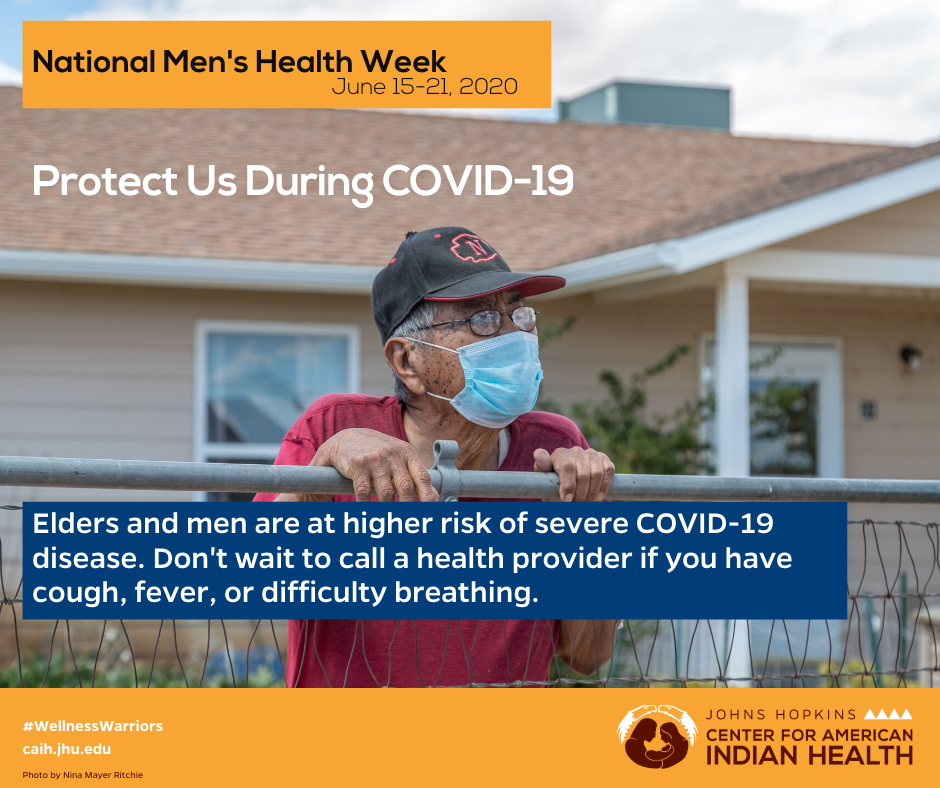 National Men's Health Week
June 15-21, 2020
Protect Us During COVID-19
N
Elders and men are at higher risk of severe COVID-19
disease. Don't wait to call a health provider if you have
cough, fever, or difficulty breathing.
#WellnessWarriors
caih.jhu.edu
Photo by Nina Mayer Ritchie
JOHNS HOPKINS
CENTER FOR AMERICAN
INDIAN HEALTH